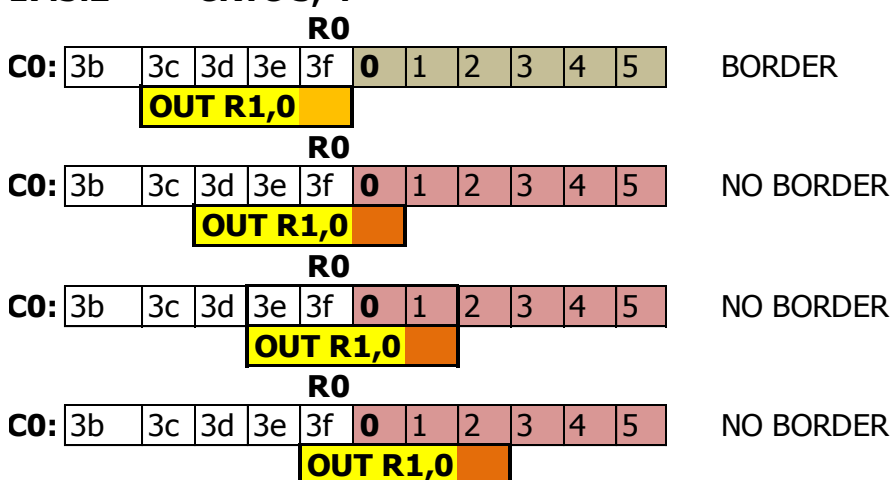 R0
C0: 3b 3c 3d 3e 3f 0 1 2 3 4 5 BORDER
OUT R1,0
R0
C0: 3b 3c 3d 3e 3f 0 1 2 3 4 5 NO BORDER
OUT R1,0
R0
C0: 3b 3c 3d 3e 3f 0 1 2 3 4 5 NO BORDER
OUT R1,0
R0
C0: 3b 3c 3d 3e 3f 0 1 2 3 4 5 NO BORDER
OUT R1,0